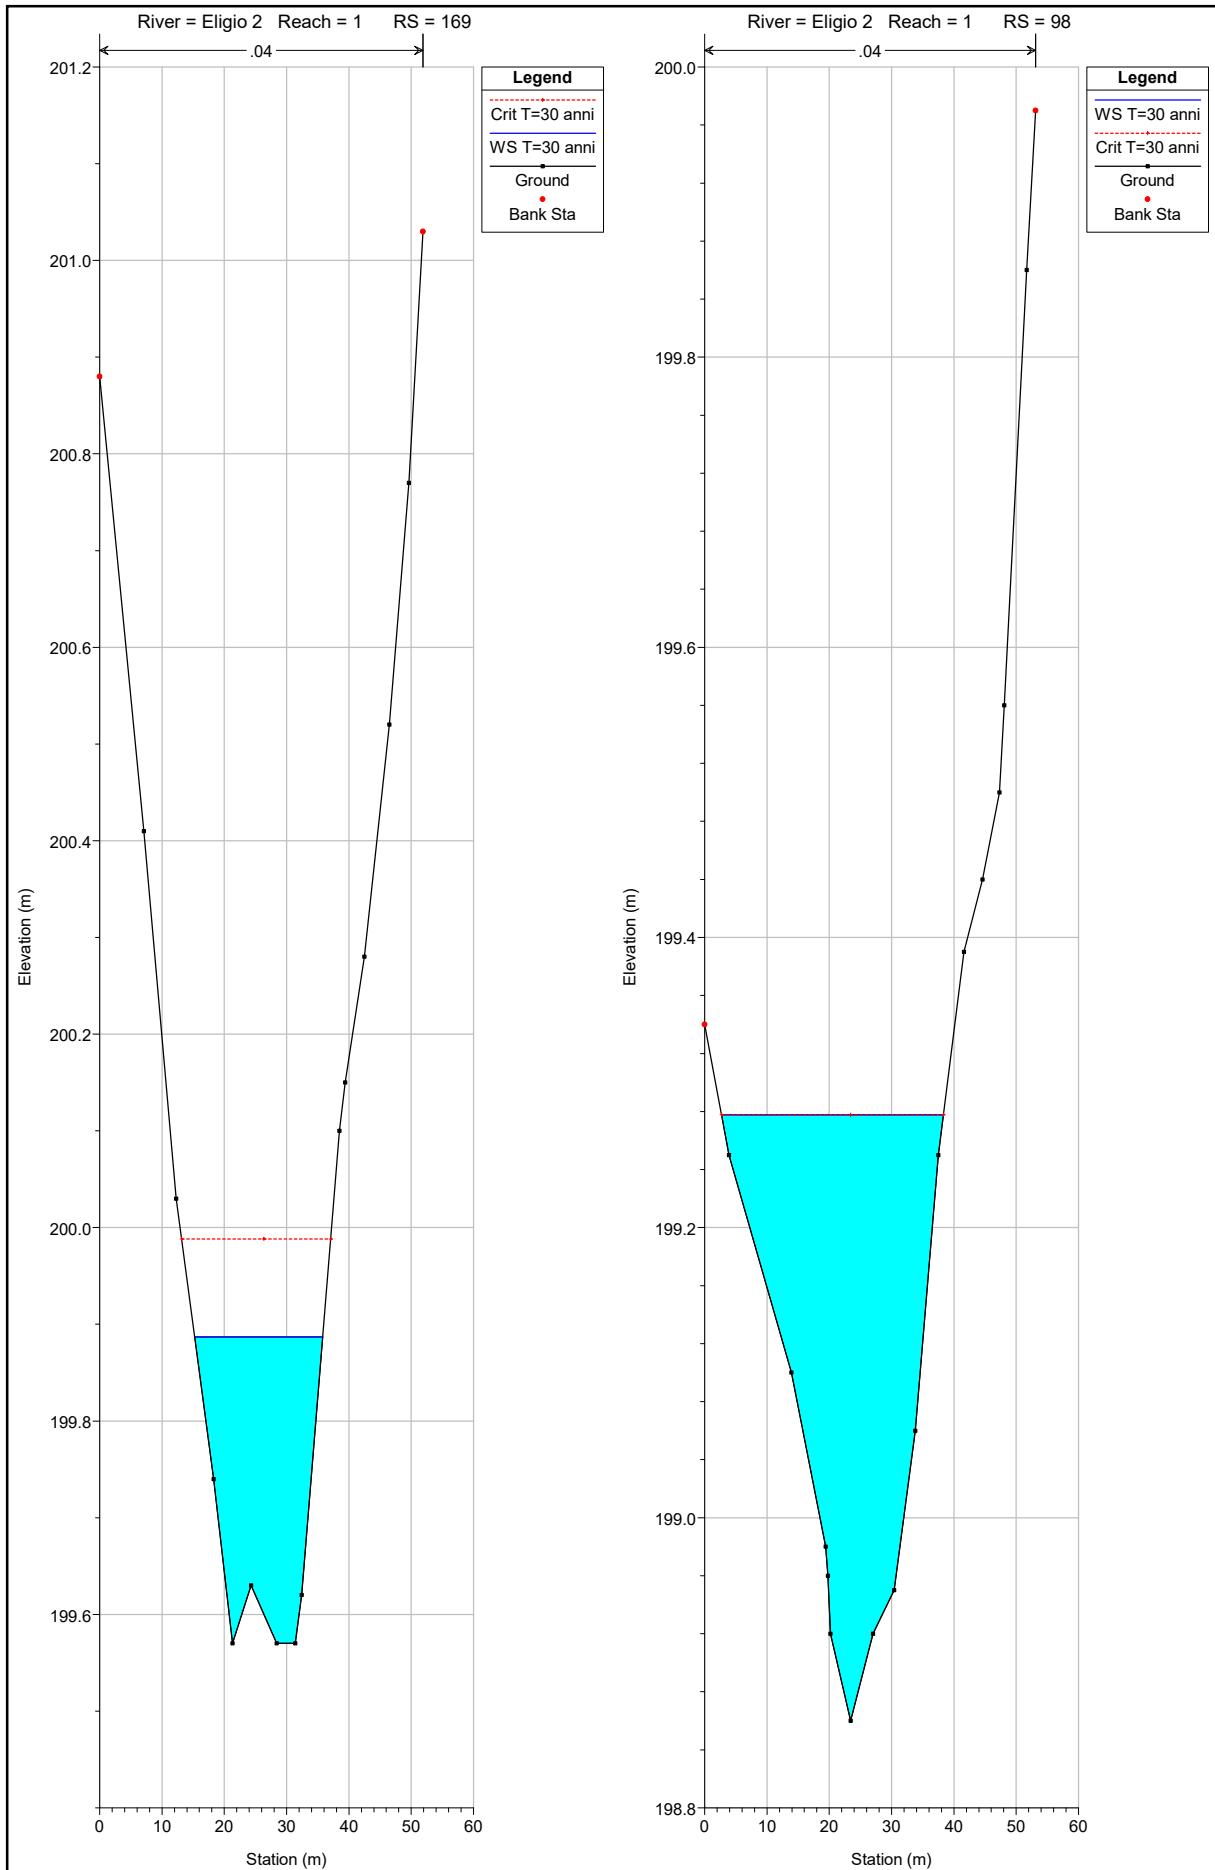 River = Eligio 2 Reach = 1 RS = 169
.04
201.2
201.0
200.8
200.6
200.4
200.2
200.0
199.8
199.6
Elevation (m)
0 10 20 30 40 50 60
Station (m)
Legend
Crit T=30 anni
WS T=30 anni
Ground
Bank Sta
River = Eligio 2 Reach = 1 RS = 98
.04
200.0
199.8
199.6
199.4
199.2
199.0
198.8
Elevation (m)
0 10 20 30 40 50 60
Station (m)
Legend
WS T=30 anni
Crit T=30 anni
Ground
Bank Sta